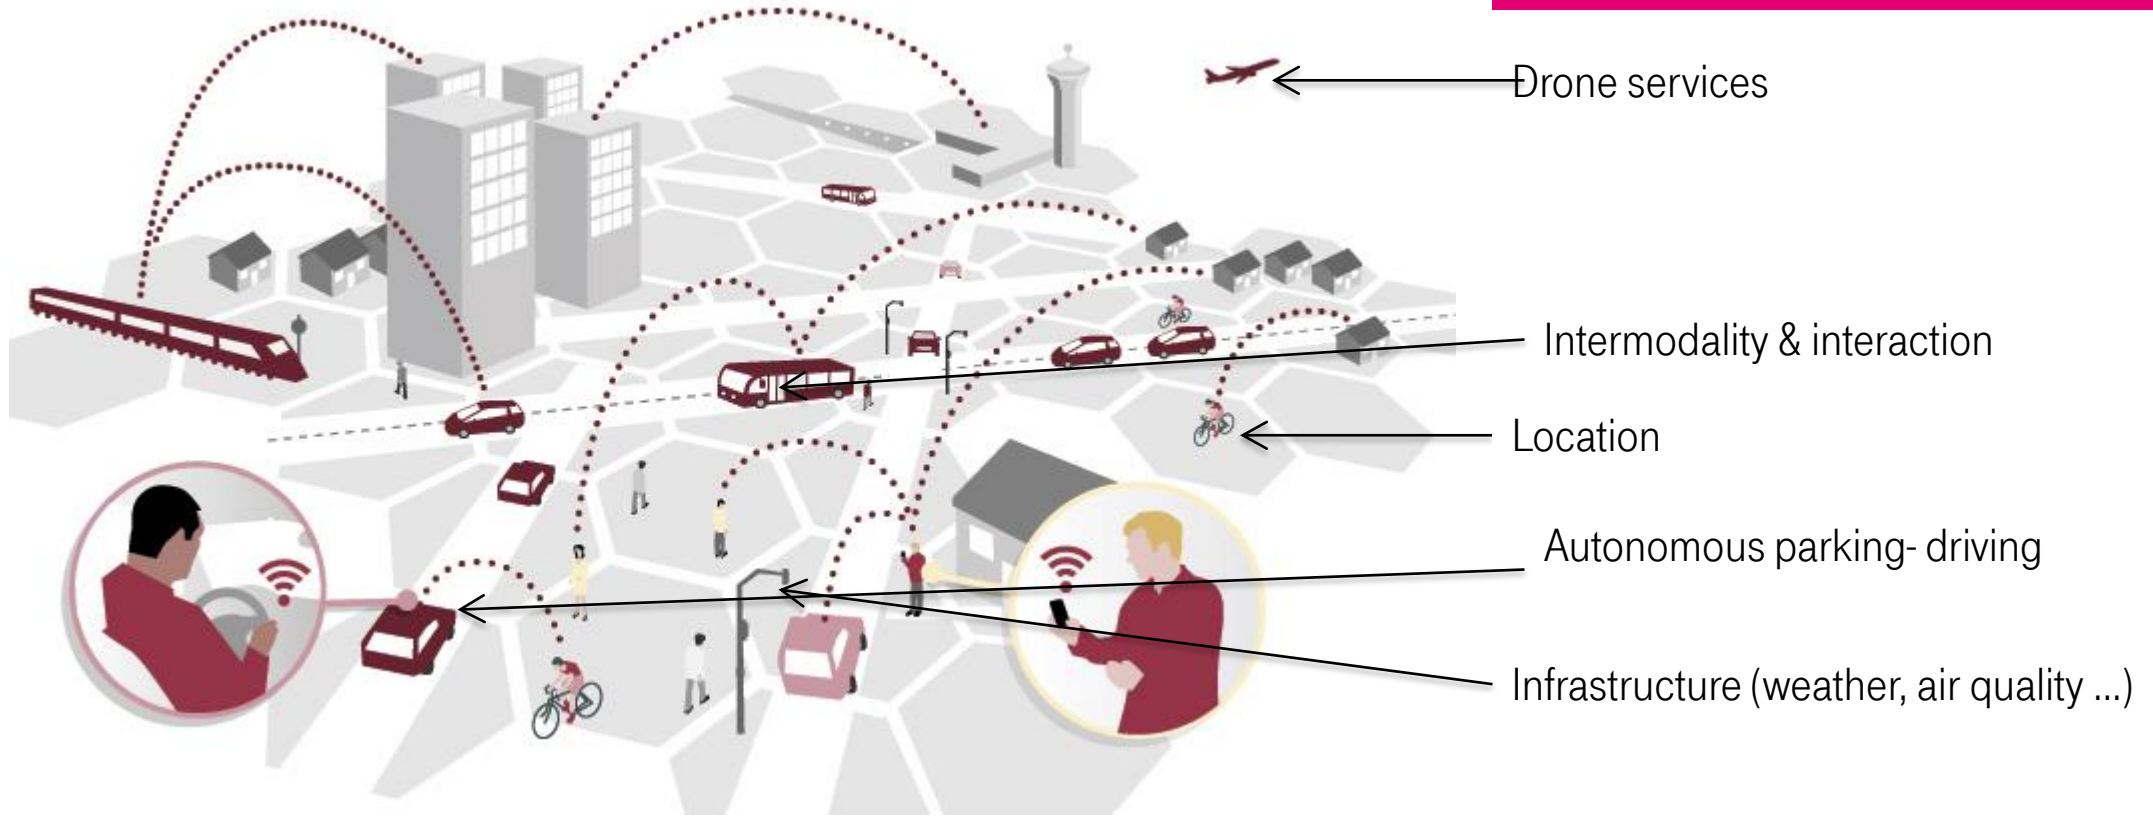 Drone services
Intermodality & interaction
Location
Autonomous parking- driving
Infrastructure (weather, air quality ...)